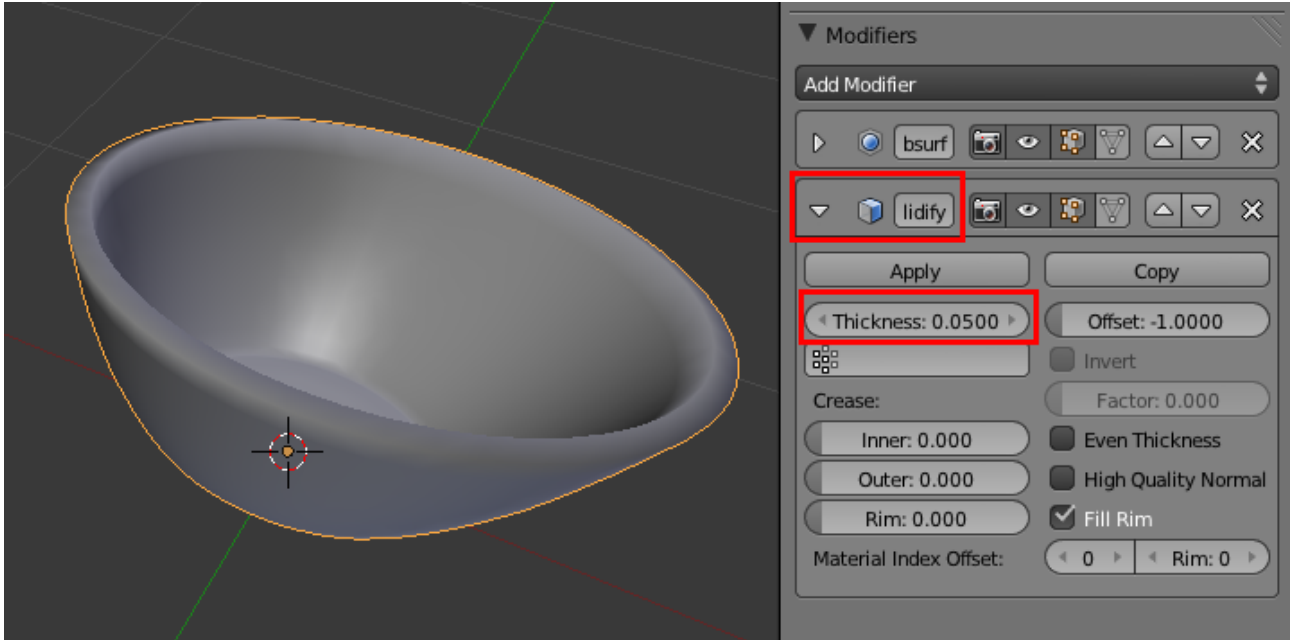 Modifiers
Add Modifier
bsurf
lidify
Apply Copy
Thickness: 0.0500 Offset: -1.0000
Invert
Crease: Factor: 0.000
Inner: 0.000 Even Thickness
Outer: 0.000 High Quality Normal
Rim: 0.000 Fill Rim
Material Index Offset: 0 Rim: 0